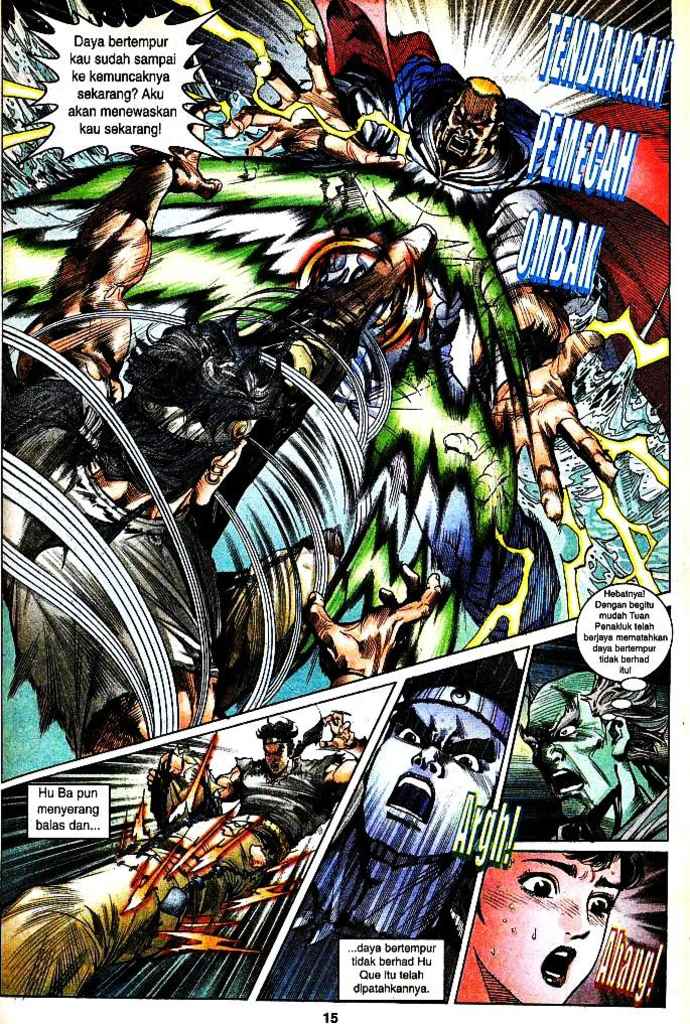 Daya bertempur
kau sudah sampai
ke kemuncaknya
sekarang? Aku
akan menewaskan
kau sekarang!
TENDANGAN
PEMECAH
OMBAK
Hebatnya!
Dengan begitu
mudah Tuan
Penakluk telah
berjaya mematahkan
daya bertempur
tidak berhad
itu!
Hu Ba pun
menyerang
balas dan...
Argh!
...daya bertempur
tidak berhad Hu
Que itu telah
dipatahkannya.
Abang!
15